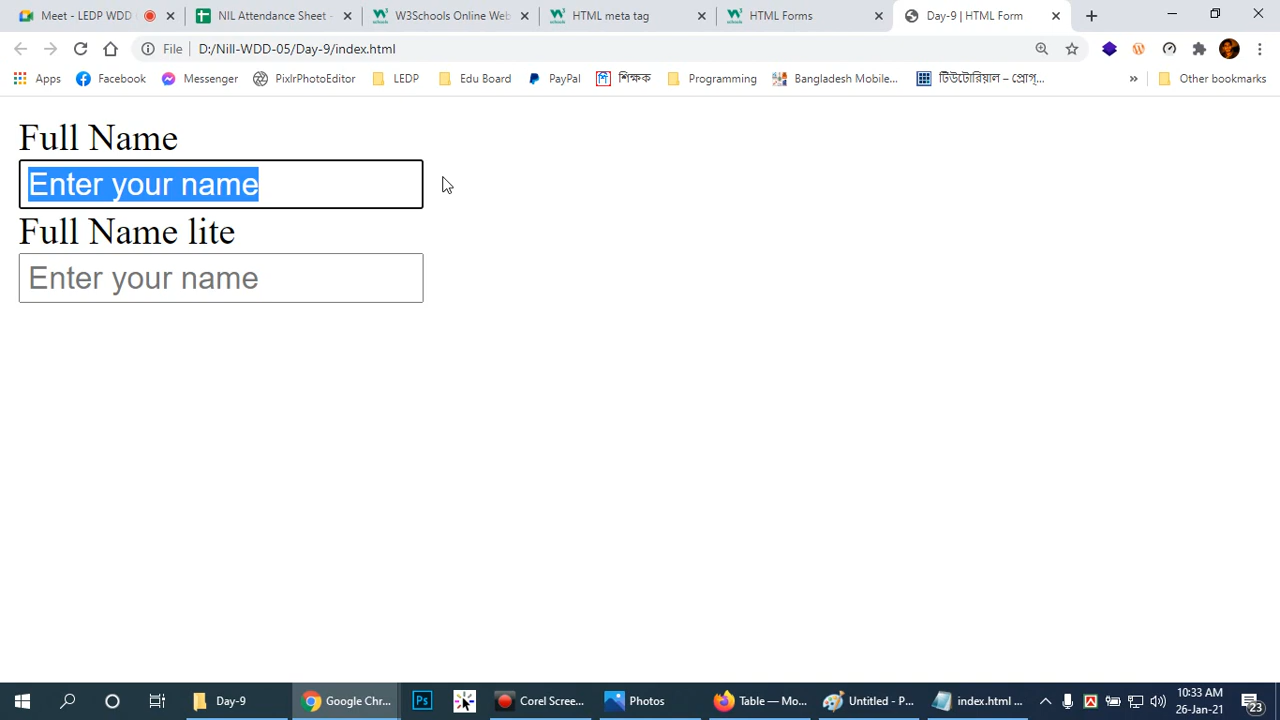 Meet - LEDP WDD
NIL Attendance Sheet -
W3Schools Online Web
HTML meta tag
HTML Forms
Day-9 | HTML Form
File
D:/Nill-WDD-05/Day-9/index.html
Apps
Facebook
Messenger
PixlrPhotoEditor
LEDP
Edu Board
PayPal
শিক্ষক
Programming
Bangladesh Mobile...
টিউটোরিয়াল – প্রোগ্...
»
Other bookmarks
Full Name
Enter your name
Full Name lite
Enter your name
Day-9
Google Chr...
Ps
Corel Scree...
Photos
Table — Mo...
Untitled - P...
index.html ...
10:33 AM
26-Jan-21
23